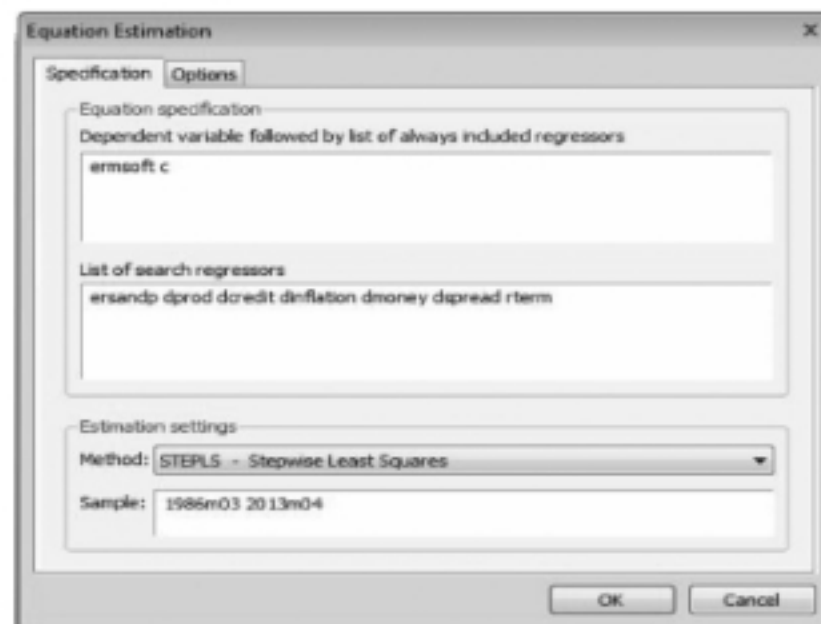 Equation Estimation
Specification Options
Equation specification
Dependent variable followed by list of always included regressors
ermsoft c
List of search regressors
ersandp dprod dcredit dinflation dmoney dspread rterm
Estimation settings
Method: STEPLS - Stepwise Least Squares
Sample: 1986m03 2013m04
OK Cancel